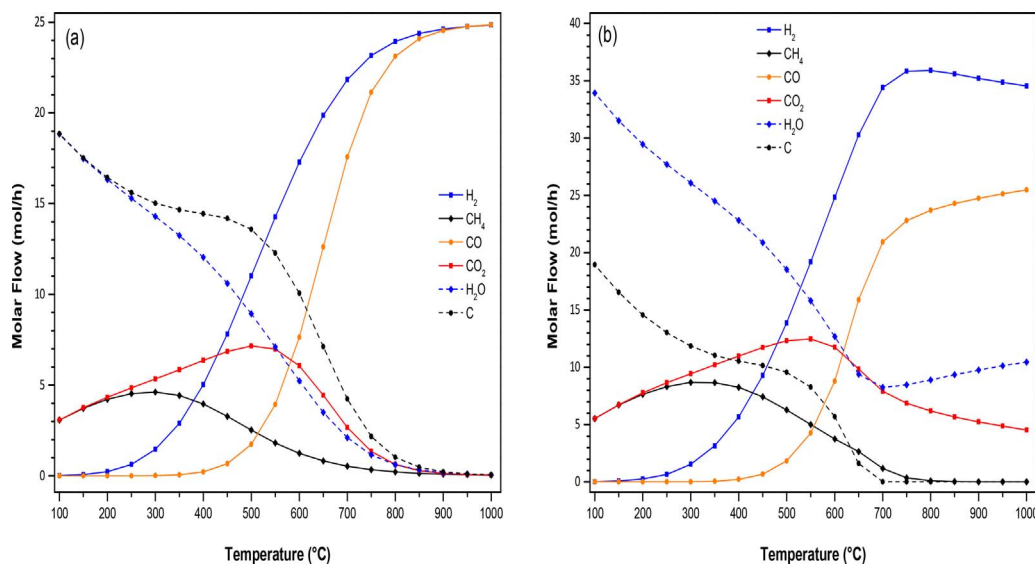 (a)
25
20
15
10
5
0
Molar Flow (mol/h)
H₂
CH₄
CO
CO₂
H₂O
C
100 200 300 400 500 600 700 800 900 1000
Temperature (°C)
(b)
40
35
30
25
20
15
10
5
0
Molar Flow (mol/h)
H₂
CH₄
CO
CO₂
H₂O
C
100 200 300 400 500 600 700 800 900 1000
Temperature (°C)